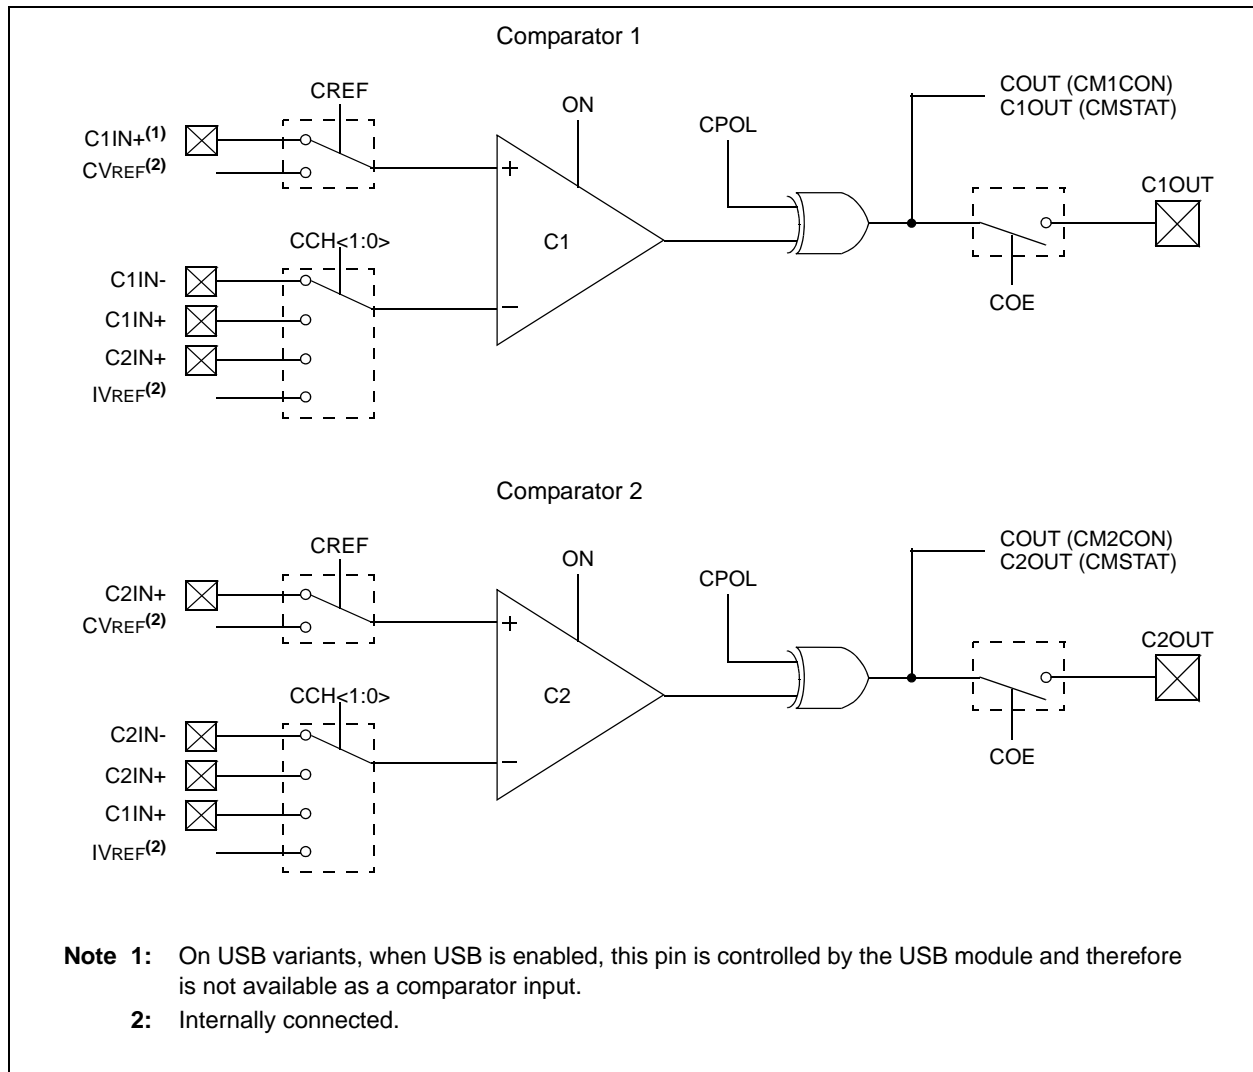 Comparator 1
CREF
ON
CPOL
COUT (CM1CON)
C1OUT (CMSTAT)
C1IN+(1)
CVREF(2)
+
C1OUT
CCH<1:0>
C1
C1IN-
C1IN+
C2IN+
IVREF(2)
–
COE
Comparator 2
CREF
ON
CPOL
COUT (CM2CON)
C2OUT (CMSTAT)
C2IN+
CVREF(2)
+
C2OUT
CCH<1:0>
C2
C2IN-
C2IN+
C1IN+
IVREF(2)
–
COE
Note 1: On USB variants, when USB is enabled, this pin is controlled by the USB module and therefore
is not available as a comparator input.
2: Internally connected.